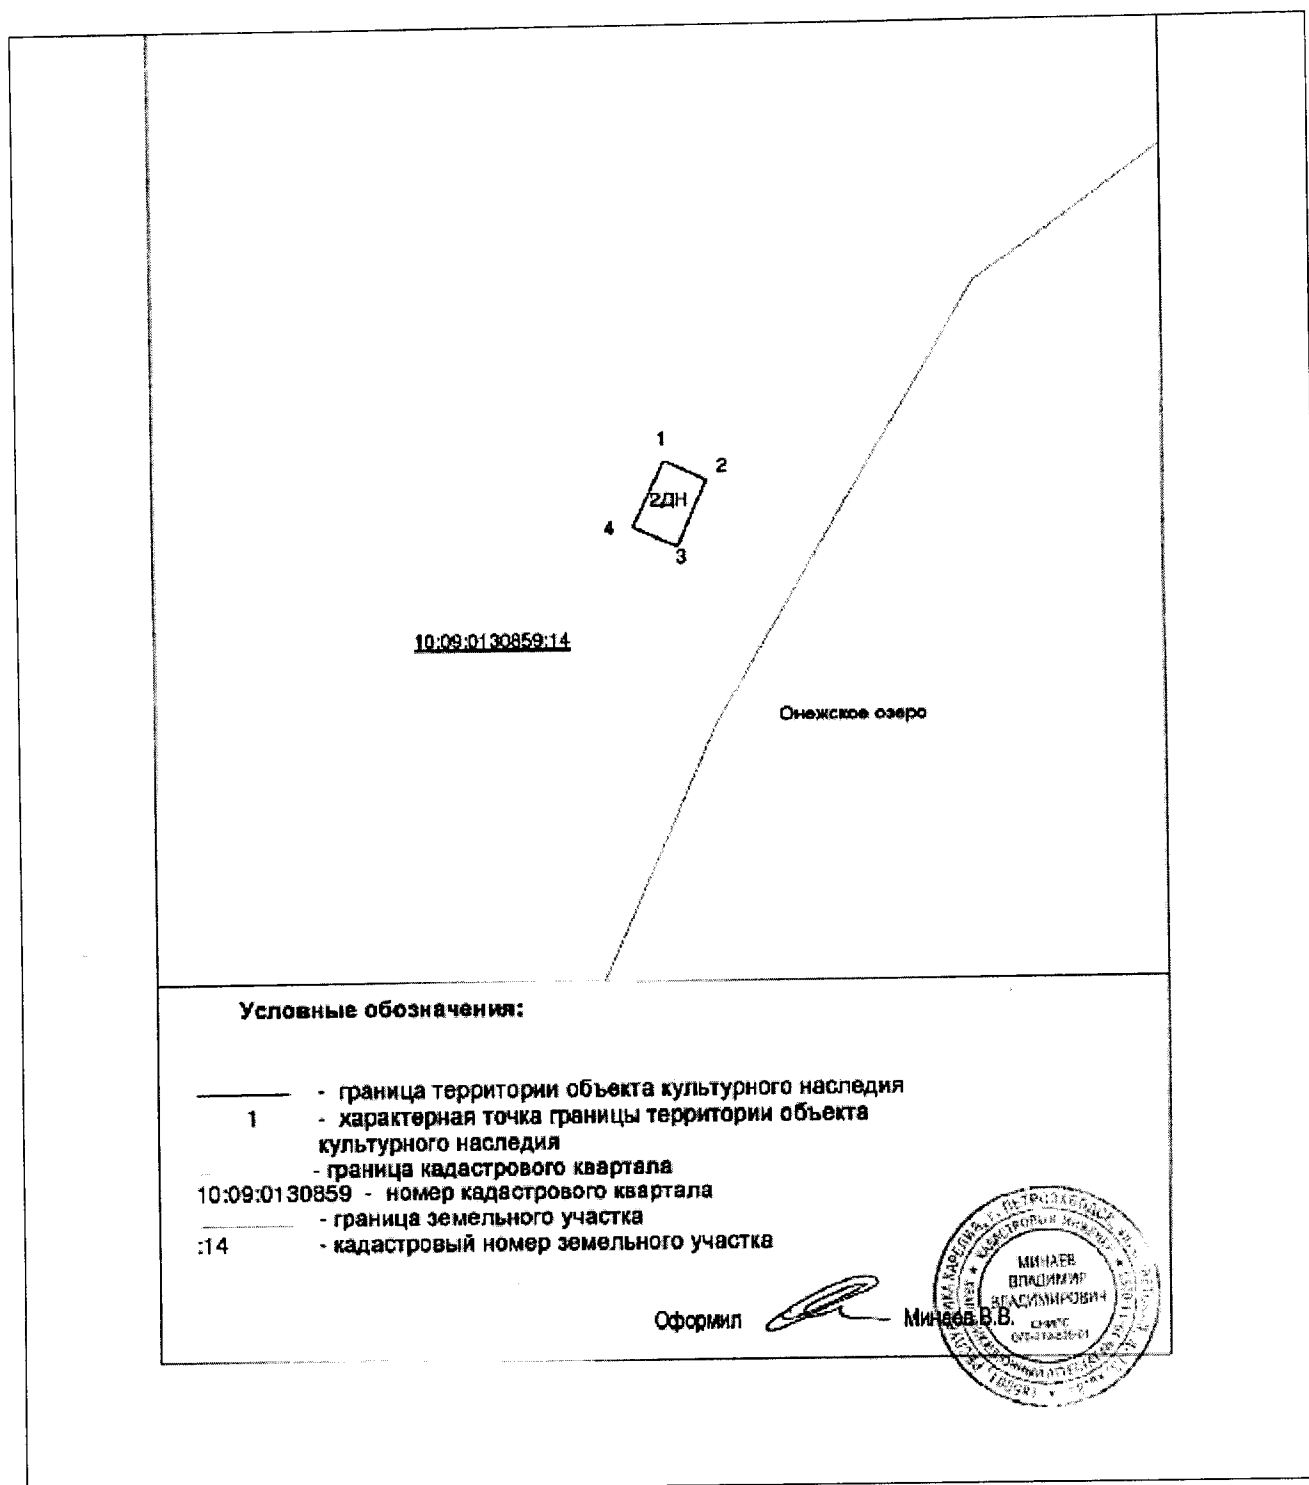 1
2
2ДН
4
3
10:09:0130859:14
Онежское озеро
Условные обозначения:
- граница территории объекта культурного наследия
1 - характерная точка границы территории объекта
культурного наследия
- граница кадастрового квартала
10:09:0130859 - номер кадастрового квартала
- граница земельного участка
:14 - кадастровый номер земельного участка
Оформил Минаев В.В.
МИНАЕВ
ВЛАДИМИР
ВЛАДИМИРОВИЧ